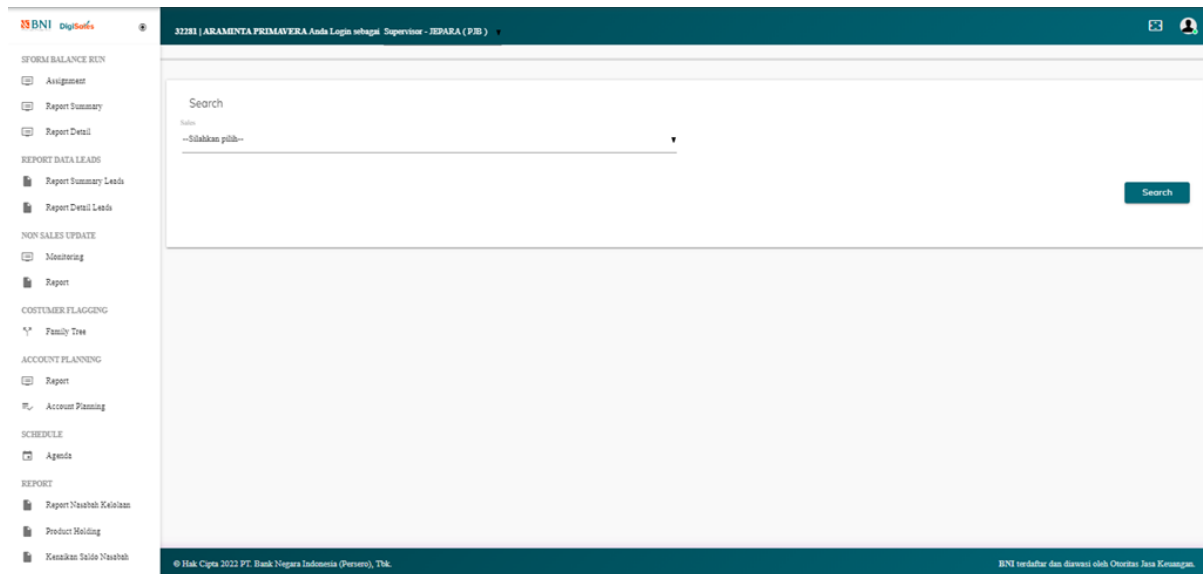 BNI DigiSales
32281 | ARAMINTA PRIMAVERA Anda Login sebagai Supervisor - JEPARA ( PJB )
SFORM BALANCE RUN
Assignment
Report Summary
Report Detail
REPORT DATA LEADS
Report Summary Leads
Report Detail Leads
NON SALES UPDATE
Monitoring
Report
COSTUMER FLAGGING
Family Tree
ACCOUNT PLANNING
Report
Account Planning
SCHEDULE
Agenda
REPORT
Report Nasabah Kelolaan
Product Holding
Kenaikan Saldo Nasabah
Search
Sales
--Silahkan pilih--
Search
© Hak Cipta 2022 PT. Bank Negara Indonesia (Persero), Tbk.
BNI terdaftar dan diawasi oleh Otoritas Jasa Keuangan.